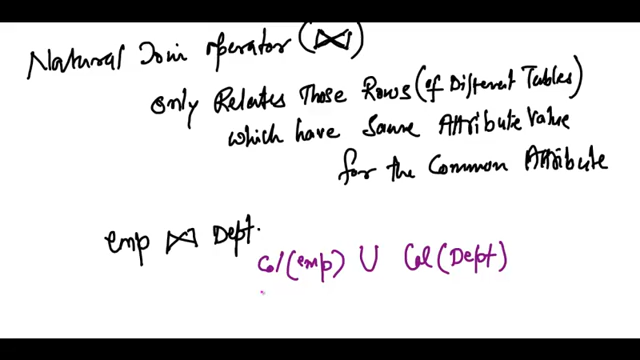 Natural Join operator (⋈)
only Relates Those Rows (of Different Tables)
which have Same Attribute Value
for the Common Attribute
emp ⋈ Dept.
Col(emp) ∪ Col(Dept)